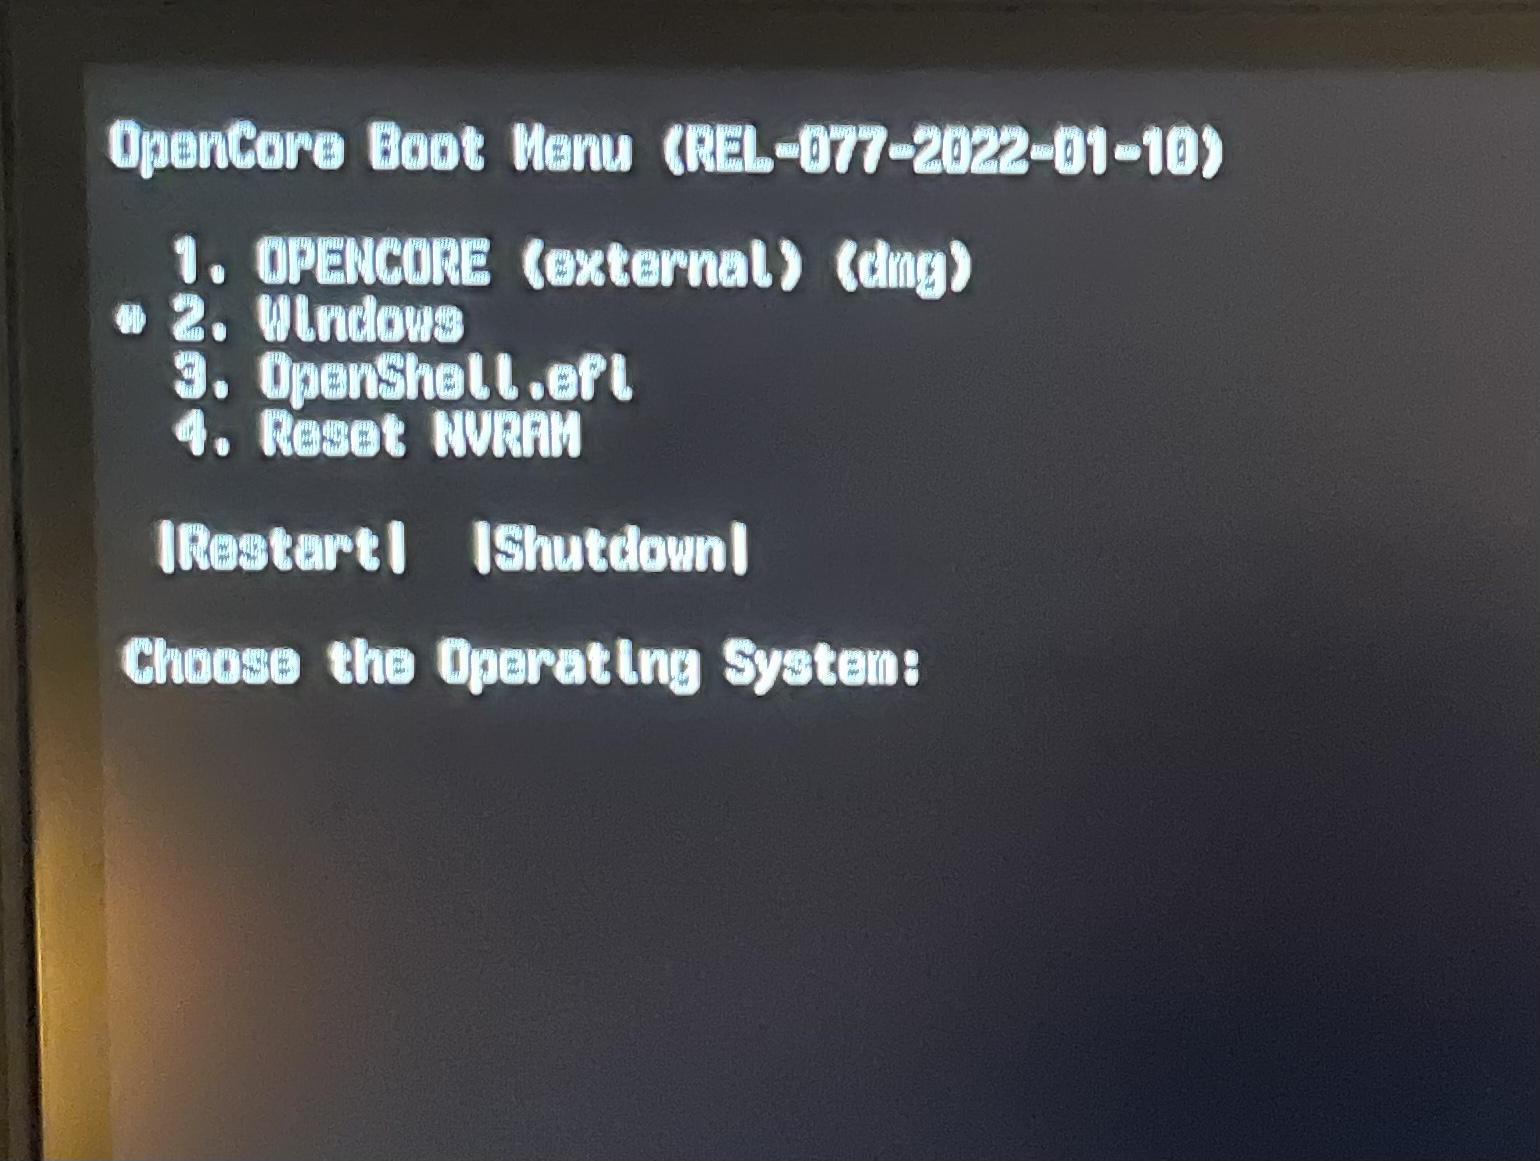 OpenCore Boot Menu (REL-077-2022-01-10)
1. OPENCORE (external) (dmg)
* 2. Windows
3. OpenShell.efi
4. Reset NVRAM
|Restart| |Shutdown|
Choose the Operating System: